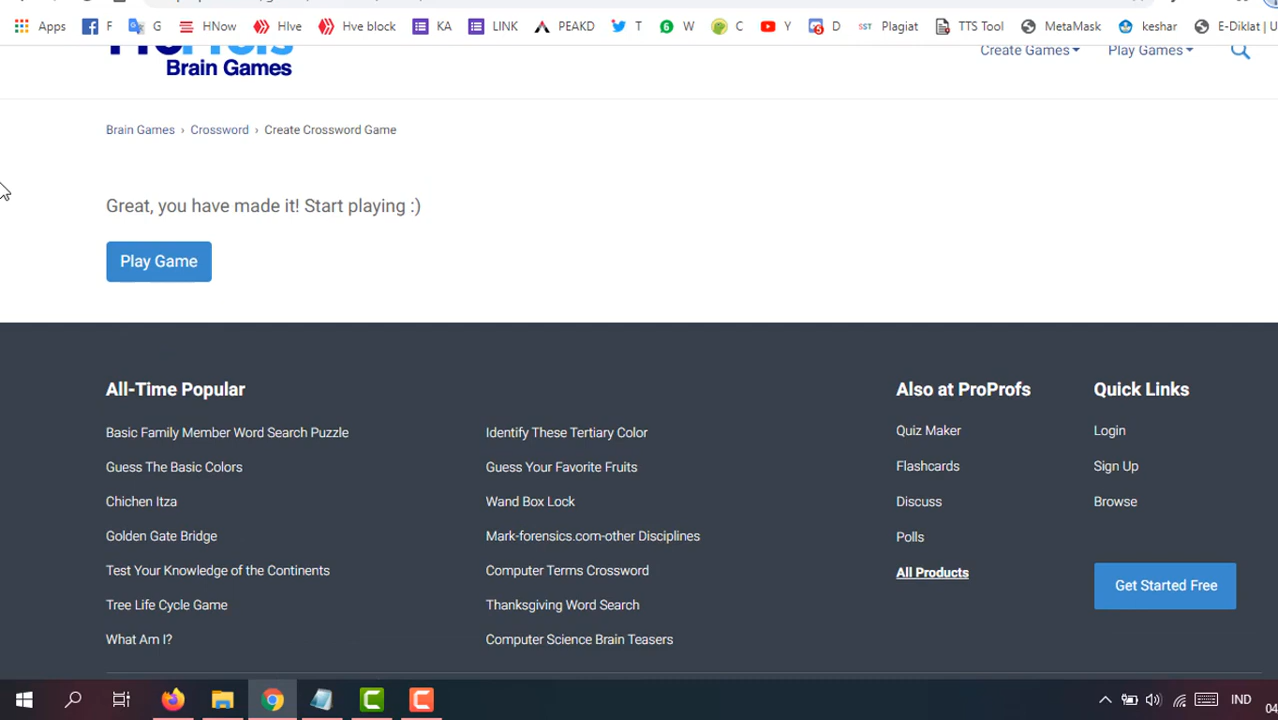 Apps F G HNow Hive Hve block KA LINK PEAKD T 6 W C Y 5 D SST Plagiat TTS Tool MetaMask keshar E-Diklat | U
Brain Games
Create Games Play Games
Brain Games › Crossword › Create Crossword Game
Great, you have made it! Start playing :)
Play Game
All-Time Popular
Basic Family Member Word Search Puzzle
Guess The Basic Colors
Chichen Itza
Golden Gate Bridge
Test Your Knowledge of the Continents
Tree Life Cycle Game
What Am I?
Identify These Tertiary Color
Guess Your Favorite Fruits
Wand Box Lock
Mark-forensics.com-other Disciplines
Computer Terms Crossword
Thanksgiving Word Search
Computer Science Brain Teasers
Also at ProProfs
Quiz Maker
Flashcards
Discuss
Polls
All Products
Quick Links
Login
Sign Up
Browse
Get Started Free
IND
04